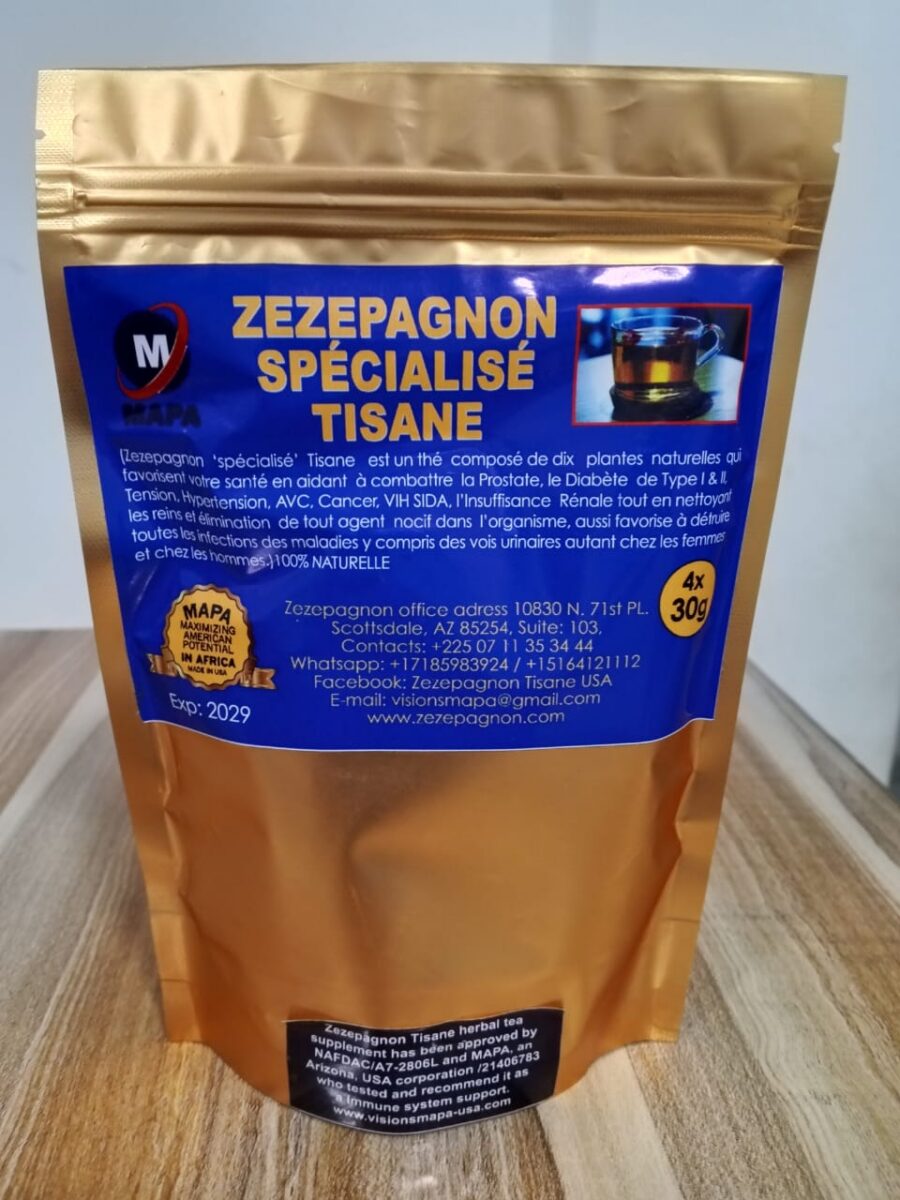 M
MAPA
ZEZEPAGNON
SPÉCIALISÉ
TISANE
(Zezepagnon 'spécialisé' Tisane est un thé composé de dix plantes naturelles qui
favorisent votre santé en aidant à combattre la Prostate, le Diabète de Type I & II,
Tension, Hypertension, AVC, Cancer, VIH SIDA, l'Insuffisance Rénale tout en nettoyant
les reins et élimination de tout agent nocif dans l'organisme, aussi favorise à détruire
toutes les infections des maladies y compris des vois urinaires autant chez les femmes
et chez les hommes.)100% NATURELLE
4x
30g
MAPA
MAXIMIZING
AMERICAN
POTENTIAL
IN AFRICA
MADE IN USA
Exp: 2029
Zezepagnon office adress 10830 N. 71st PL.
Scottsdale, AZ 85254, Suite: 103,
Contacts: +225 07 11 35 34 44
Whatsapp: +17185983924 / +15164121112
Facebook: Zezepagnon Tisane USA
E-mail: visionsmapa@gmail.com
www.zezepagnon.com
Zezepagnon Tisane herbal tea
supplement has been approved by
NAFDAC/A7-2806L and MAPA, an
Arizona, USA corporation /21406783
who tested and recommend it as
a Immune system support.
www.visionsmapa-usa.com